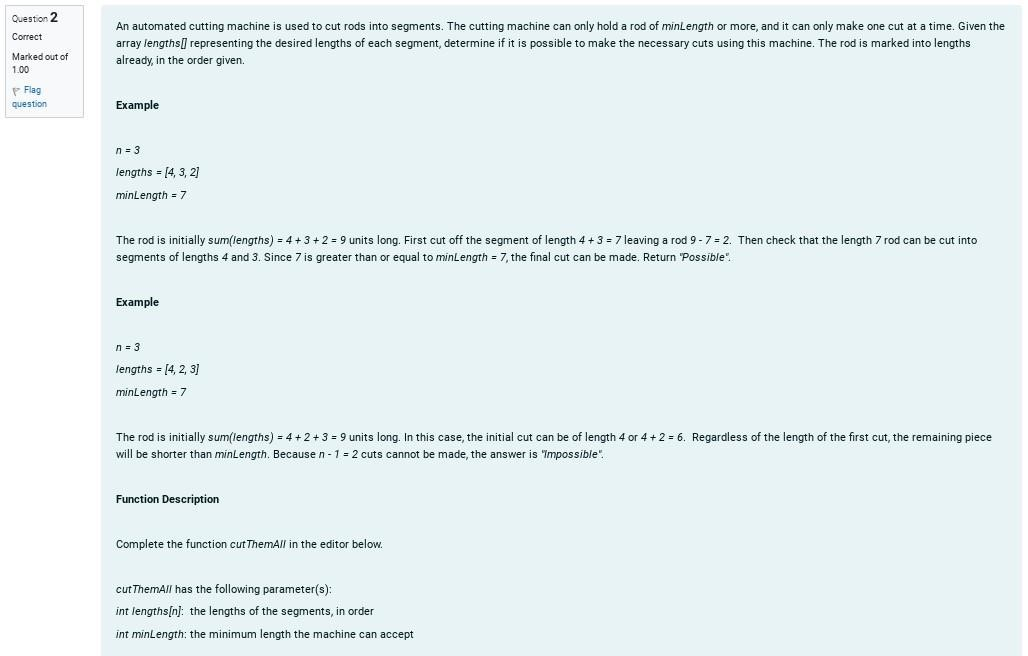 Question 2
Correct
Marked out of
1.00
Flag
question
An automated cutting machine is used to cut rods into segments. The cutting machine can only hold a rod of minLength or more, and it can only make one cut at a time. Given the
array lengths[] representing the desired lengths of each segment, determine if it is possible to make the necessary cuts using this machine. The rod is marked into lengths
already, in the order given.
Example
n = 3
lengths = [4, 3, 2]
minLength = 7
The rod is initially sum(lengths) = 4 + 3 + 2 = 9 units long. First cut off the segment of length 4 + 3 = 7 leaving a rod 9 - 7 = 2. Then check that the length 7 rod can be cut into
segments of lengths 4 and 3. Since 7 is greater than or equal to minLength = 7, the final cut can be made. Return "Possible".
Example
n = 3
lengths = [4, 2, 3]
minLength = 7
The rod is initially sum(lengths) = 4 + 2 + 3 = 9 units long. In this case, the initial cut can be of length 4 or 4 + 2 = 6. Regardless of the length of the first cut, the remaining piece
will be shorter than minLength. Because n - 1 = 2 cuts cannot be made, the answer is "Impossible".
Function Description
Complete the function cutThemAll in the editor below.
cutThemAll has the following parameter(s):
int lengths[n]: the lengths of the segments, in order
int minLength: the minimum length the machine can accept